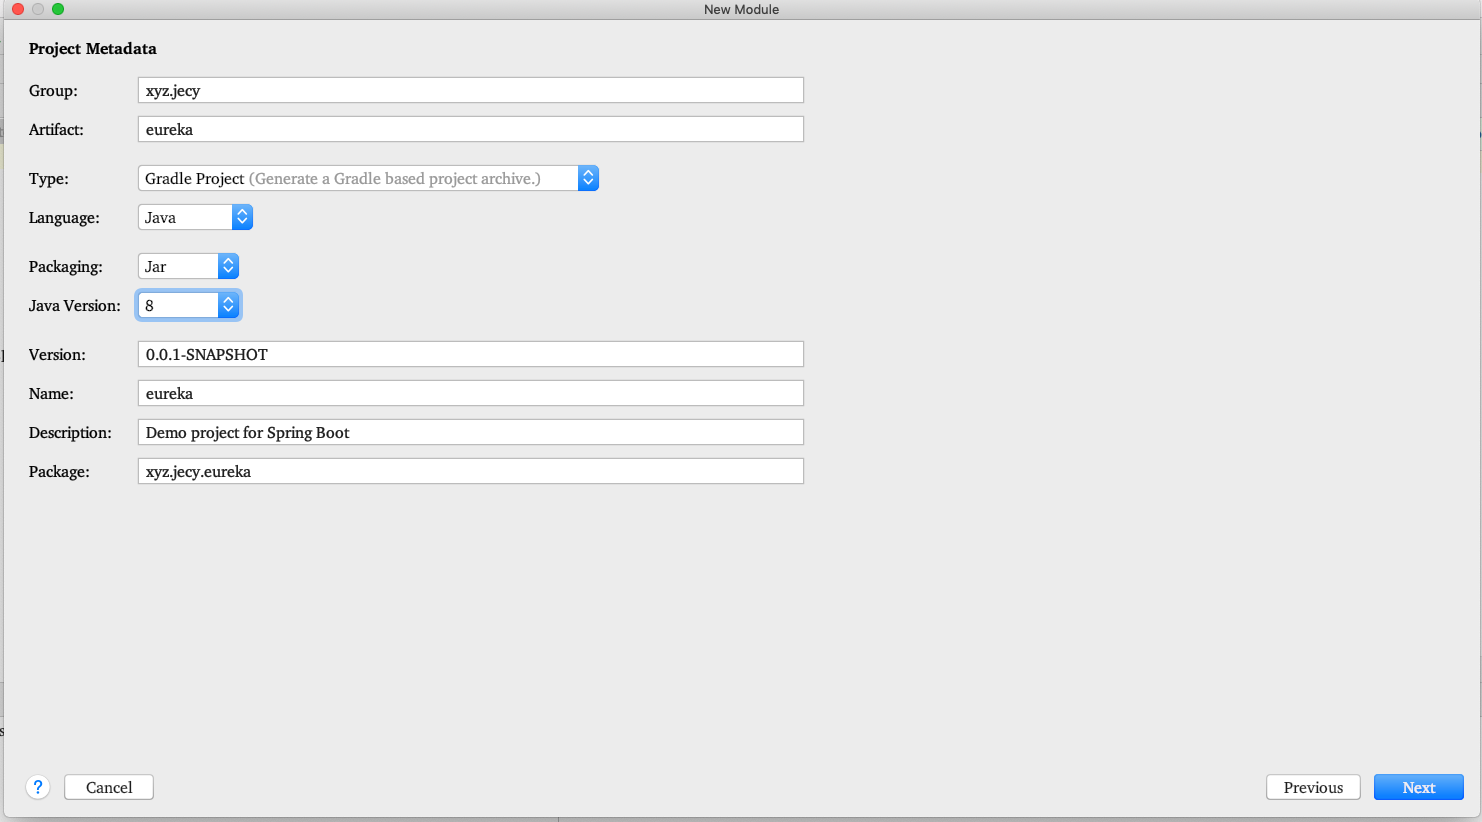 New Module
Project Metadata
Group: xyz.jecy
Artifact: eureka
Type: Gradle Project (Generate a Gradle based project archive.)
Language: Java
Packaging: Jar
Java Version: 8
Version: 0.0.1-SNAPSHOT
Name: eureka
Description: Demo project for Spring Boot
Package: xyz.jecy.eureka
? Cancel Previous Next